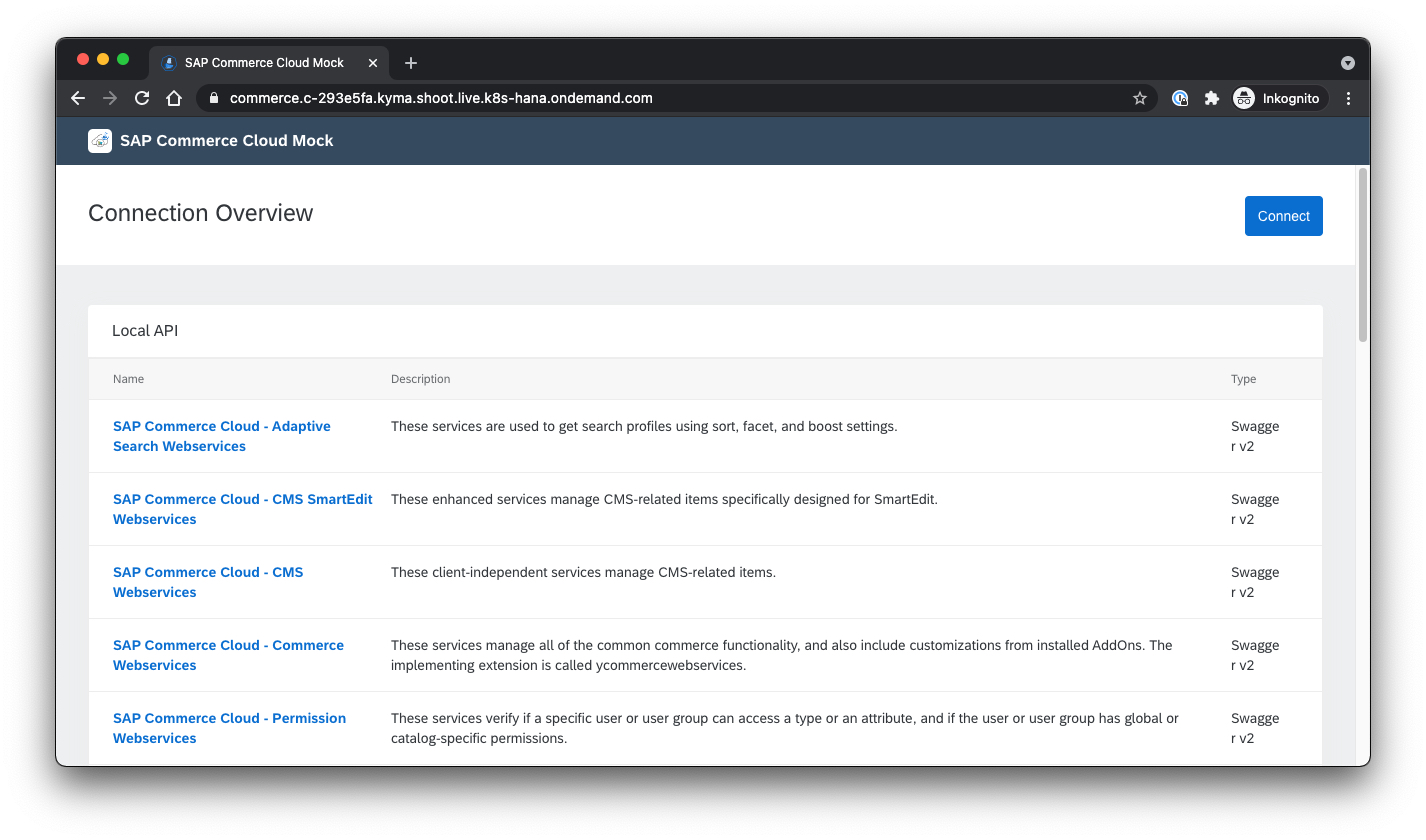 SAP Commerce Cloud Mock
commerce.c-293e5fa.kyma.shoot.live.k8s-hana.ondemand.com
Inkognito
SAP Commerce Cloud Mock
Connection Overview
Connect
Local API
Name Description Type
SAP Commerce Cloud - Adaptive These services are used to get search profiles using sort, facet, and boost settings. Swagge
Search Webservices r v2
SAP Commerce Cloud - CMS SmartEdit These enhanced services manage CMS-related items specifically designed for SmartEdit. Swagge
Webservices r v2
SAP Commerce Cloud - CMS These client-independent services manage CMS-related items. Swagge
Webservices r v2
SAP Commerce Cloud - Commerce These services manage all of the common commerce functionality, and also include customizations from installed AddOns. The Swagge
Webservices implementing extension is called ycommercewebservices. r v2
SAP Commerce Cloud - Permission These services verify if a specific user or user group can access a type or an attribute, and if the user or user group has global or Swagge
Webservices catalog-specific permissions. r v2